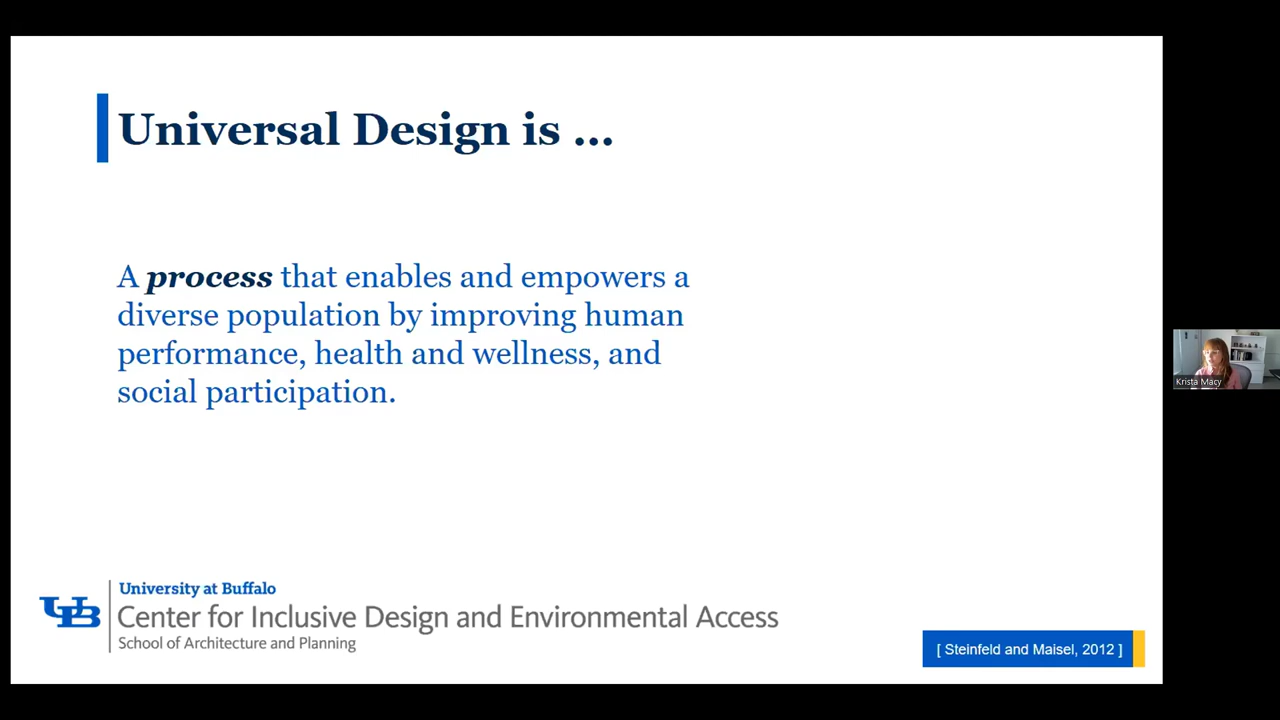 Universal Design is ...
A process that enables and empowers a
diverse population by improving human
performance, health and wellness, and
social participation.
UB
University at Buffalo
Center for Inclusive Design and Environmental Access
School of Architecture and Planning
[ Steinfeld and Maisel, 2012 ]
Krista Macy